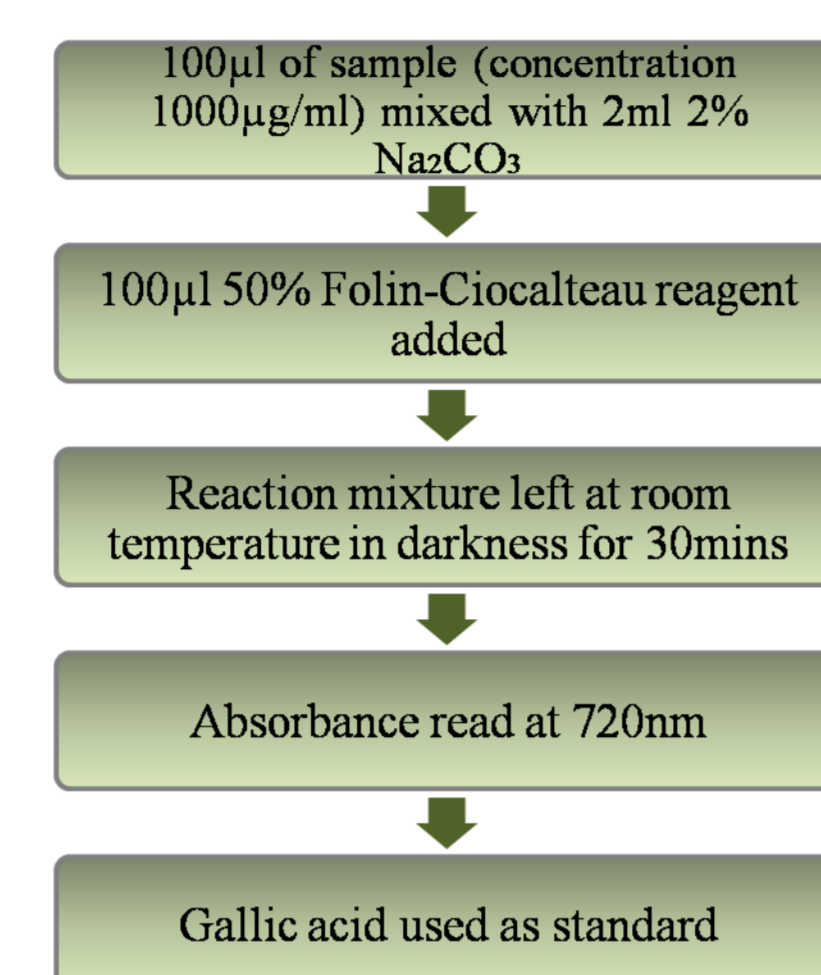 100µl of sample (concentration
1000µg/ml) mixed with 2ml 2%
Na₂CO₃
100µl 50% Folin-Ciocalteau reagent
added
Reaction mixture left at room
temperature in darkness for 30mins
Absorbance read at 720nm
Gallic acid used as standard